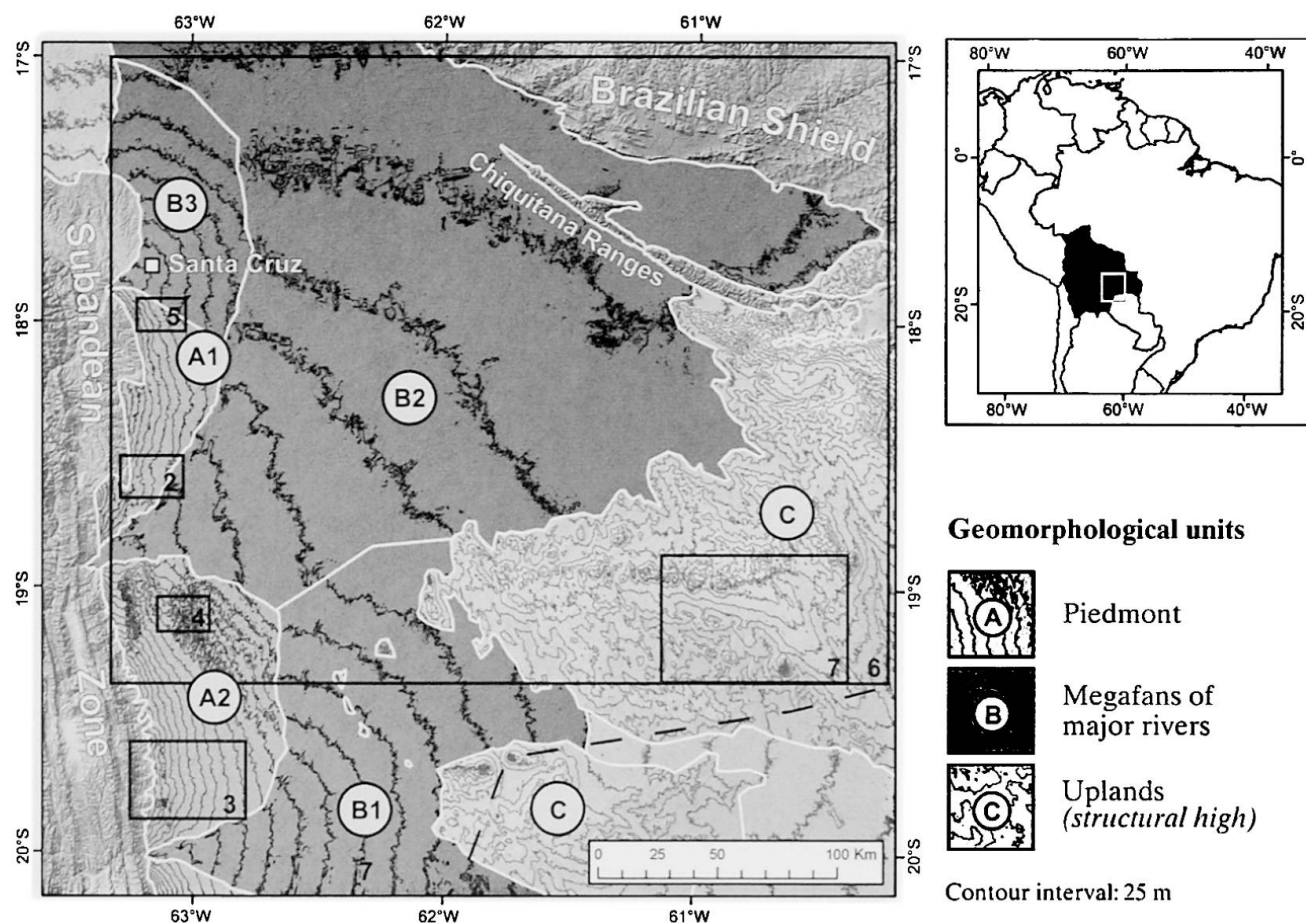 63°W 62°W 61°W
17°S 17°S
Brazilian Shield
Chiquitana Ranges
B3
Subandean
Santa Cruz
18°S 18°S
5
A1
B2
2
C
19°S 19°S
4
7 6
A2
Zone
3
B1 C
0 25 50 100 Km
20°S 20°S
7
63°W 62°W 61°W
80°W 60°W 40°W
0° 0°
20°S 20°S
80°W 60°W 40°W
Geomorphological units
A Piedmont
B Megafans of
major rivers
C Uplands
(structural high)
Contour interval: 25 m